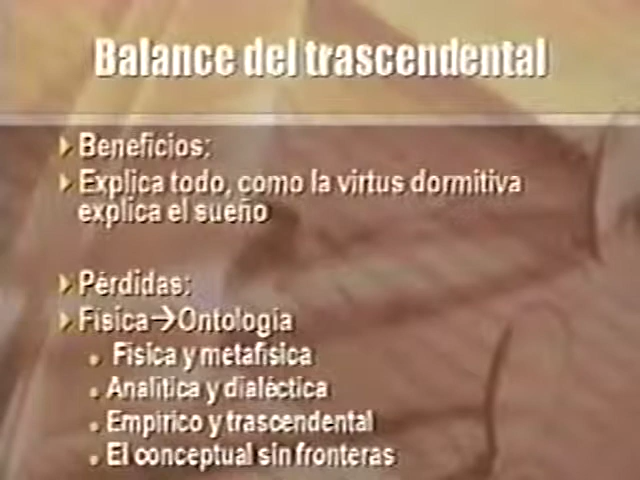 Balance del trascendental
Beneficios:
Explica todo, como la virtus dormitiva
explica el sueño
Pérdidas:
Física→Ontología
Física y metafísica
Analítica y dialéctica
Empírico y trascendental
El conceptual sin fronteras